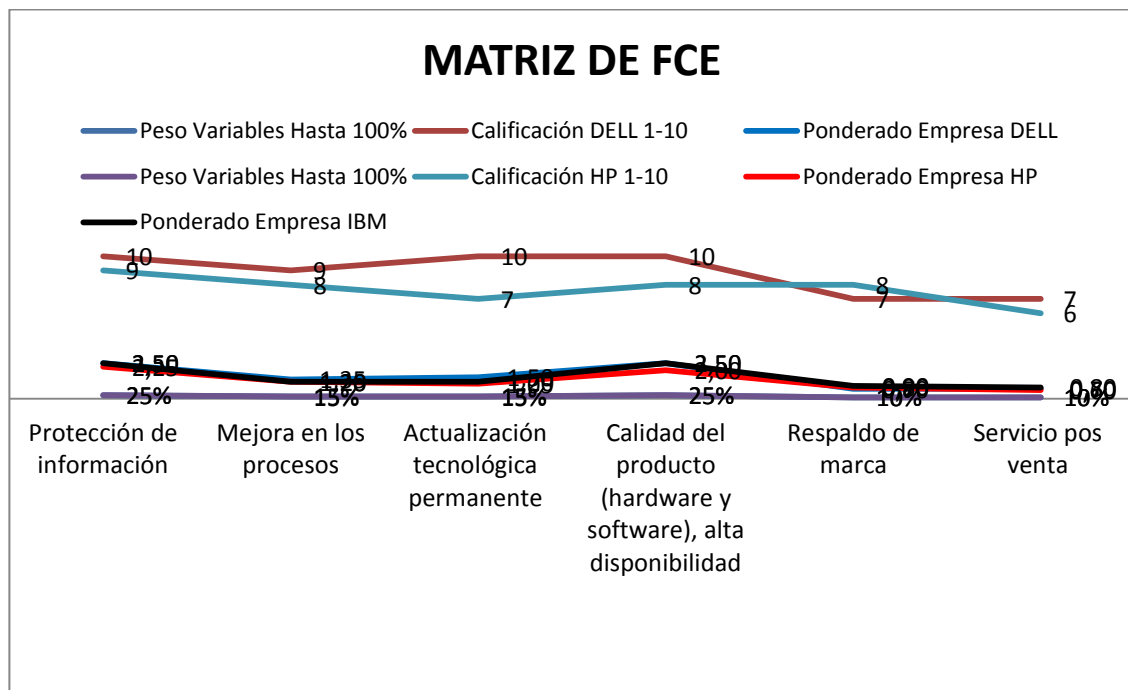 MATRIZ DE FCE
Peso Variables Hasta 100% Calificación DELL 1-10 Ponderado Empresa DELL
Peso Variables Hasta 100% Calificación HP 1-10 Ponderado Empresa HP
Ponderado Empresa IBM
10 9 10 10 7 7
9 8 7 8 8 6
2,50
25% 15% 15% 25% 10% 10%
Protección de información
Mejora en los procesos
Actualización tecnológica permanente
Calidad del producto (hardware y software), alta disponibilidad
Respaldo de marca
Servicio pos venta